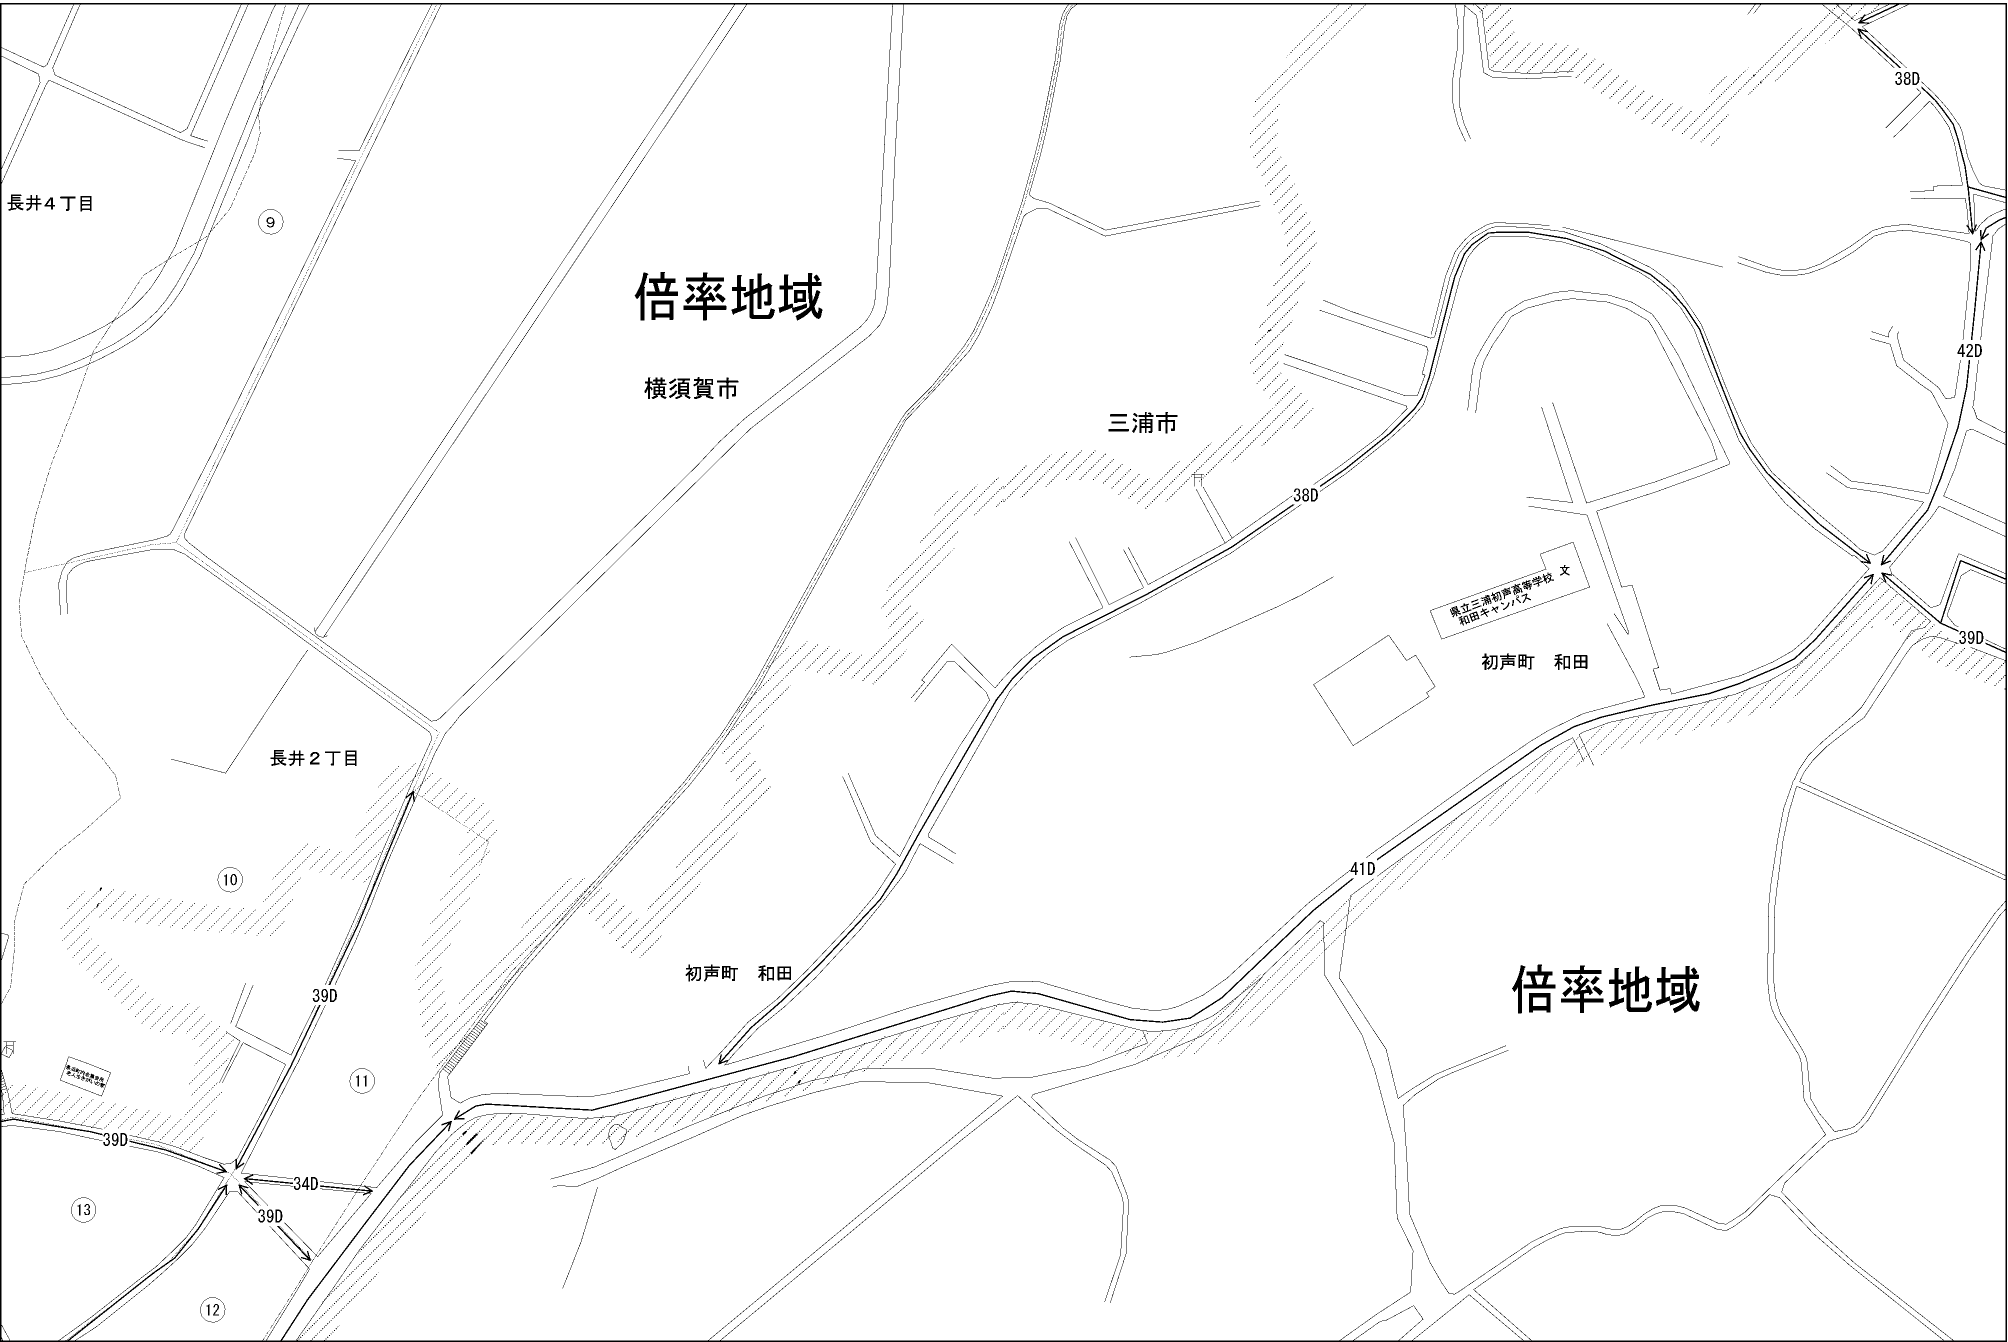 38D
長井4丁目
9
倍率地域
42D
横須賀市
三浦市
38D
県立三浦初声高等学校 文
和田キャンパス
39D
初声町　和田
長井2丁目
41D
10
初声町　和田
倍率地域
39D
11
39D
34D
13
39D
12